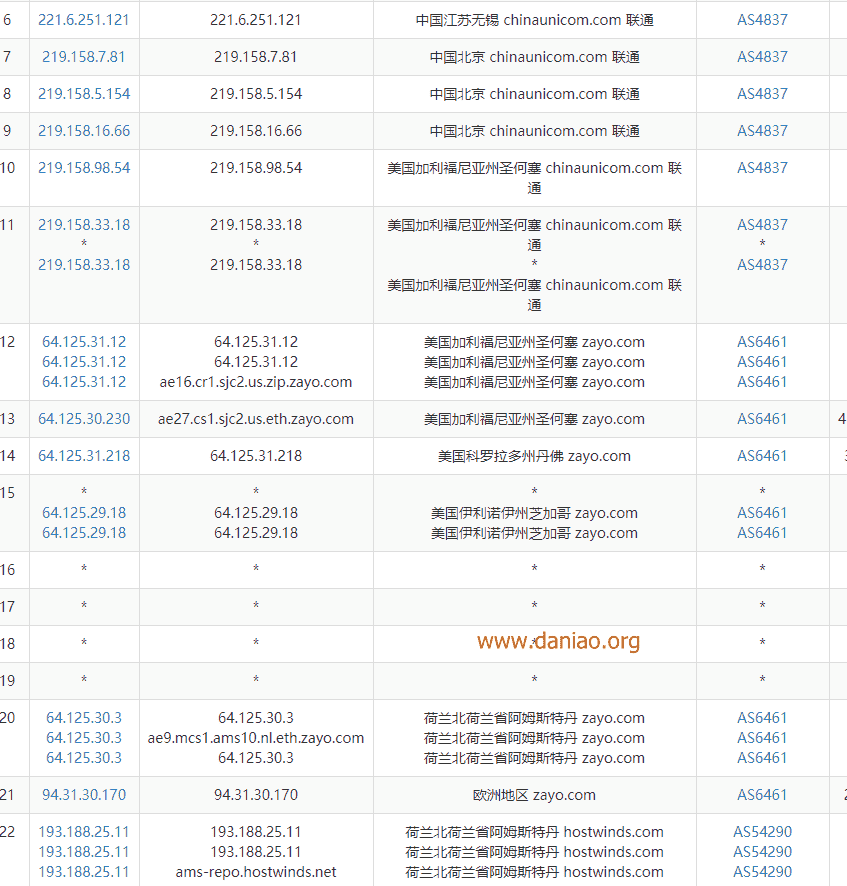 6 221.6.251.121 221.6.251.121 中国江苏无锡 chinaunicom.com 联通 AS4837
7 219.158.7.81 219.158.7.81 中国北京 chinaunicom.com 联通 AS4837
8 219.158.5.154 219.158.5.154 中国北京 chinaunicom.com 联通 AS4837
9 219.158.16.66 219.158.16.66 中国北京 chinaunicom.com 联通 AS4837
10 219.158.98.54 219.158.98.54 美国加利福尼亚州圣何塞 chinaunicom.com 联 AS4837
通
11 219.158.33.18 219.158.33.18 美国加利福尼亚州圣何塞 chinaunicom.com 联 AS4837
* * 通 *
219.158.33.18 219.158.33.18 * AS4837
美国加利福尼亚州圣何塞 chinaunicom.com 联
通
12 64.125.31.12 64.125.31.12 美国加利福尼亚州圣何塞 zayo.com AS6461
64.125.31.12 64.125.31.12 美国加利福尼亚州圣何塞 zayo.com AS6461
64.125.31.12 ae16.cr1.sjc2.us.zip.zayo.com 美国加利福尼亚州圣何塞 zayo.com AS6461
13 64.125.30.230 ae27.cs1.sjc2.us.eth.zayo.com 美国加利福尼亚州圣何塞 zayo.com AS6461 4
14 64.125.31.218 64.125.31.218 美国科罗拉多州丹佛 zayo.com AS6461
15 * * * *
64.125.29.18 64.125.29.18 美国伊利诺伊州芝加哥 zayo.com AS6461
64.125.29.18 64.125.29.18 美国伊利诺伊州芝加哥 zayo.com AS6461
16 * * * *
17 * * * *
18 * * * *
www.daniao.org
19 * * * *
20 64.125.30.3 64.125.30.3 荷兰北荷兰省阿姆斯特丹 zayo.com AS6461
64.125.30.3 ae9.mcs1.ams10.nl.eth.zayo.com 荷兰北荷兰省阿姆斯特丹 zayo.com AS6461
64.125.30.3 64.125.30.3 荷兰北荷兰省阿姆斯特丹 zayo.com AS6461
21 94.31.30.170 94.31.30.170 欧洲地区 zayo.com AS6461
22 193.188.25.11 193.188.25.11 荷兰北荷兰省阿姆斯特丹 hostwinds.com AS54290
193.188.25.11 193.188.25.11 荷兰北荷兰省阿姆斯特丹 hostwinds.com AS54290
193.188.25.11 ams-repo.hostwinds.net 荷兰北荷兰省阿姆斯特丹 hostwinds.com AS54290